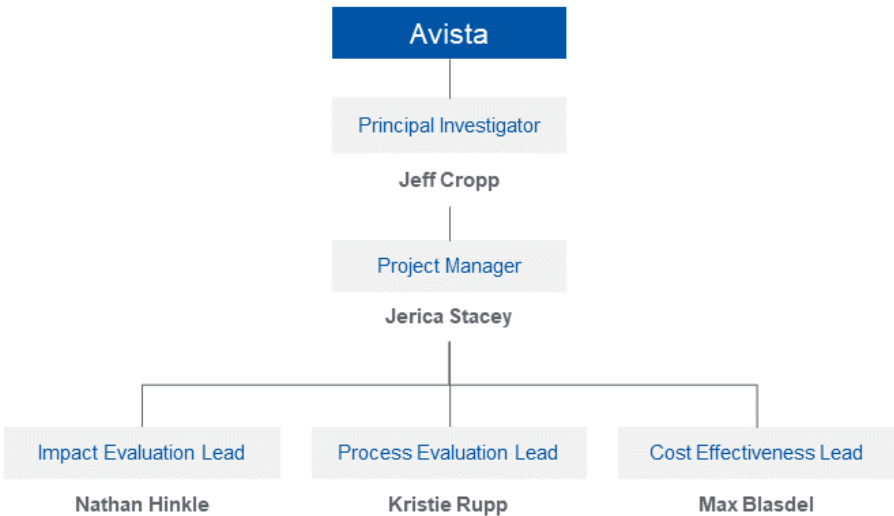 Avista
Principal Investigator
Jeff Cropp
Project Manager
Jerica Stacey
Impact Evaluation Lead
Process Evaluation Lead
Cost Effectiveness Lead
Nathan Hinkle
Kristie Rupp
Max Blasdel